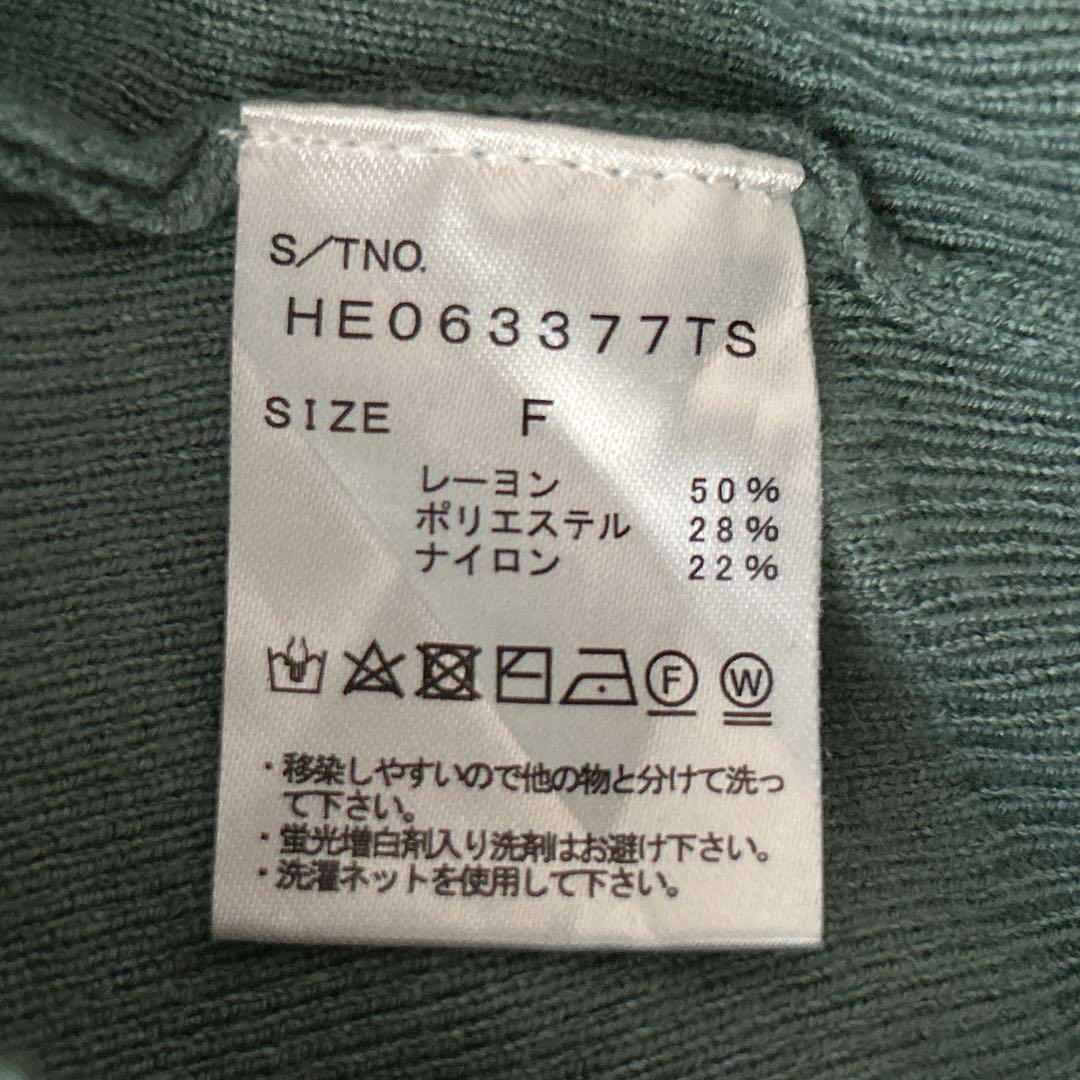 S/TNO.
HE063377TS
SIZE F
レーヨン 50%
ポリエステル 28%
ナイロン 22%
F W
・移染しやすいので他の物と分けて洗っ
て下さい。
・蛍光増白剤入り洗剤はお避け下さい。
・洗濯ネットを使用して下さい。